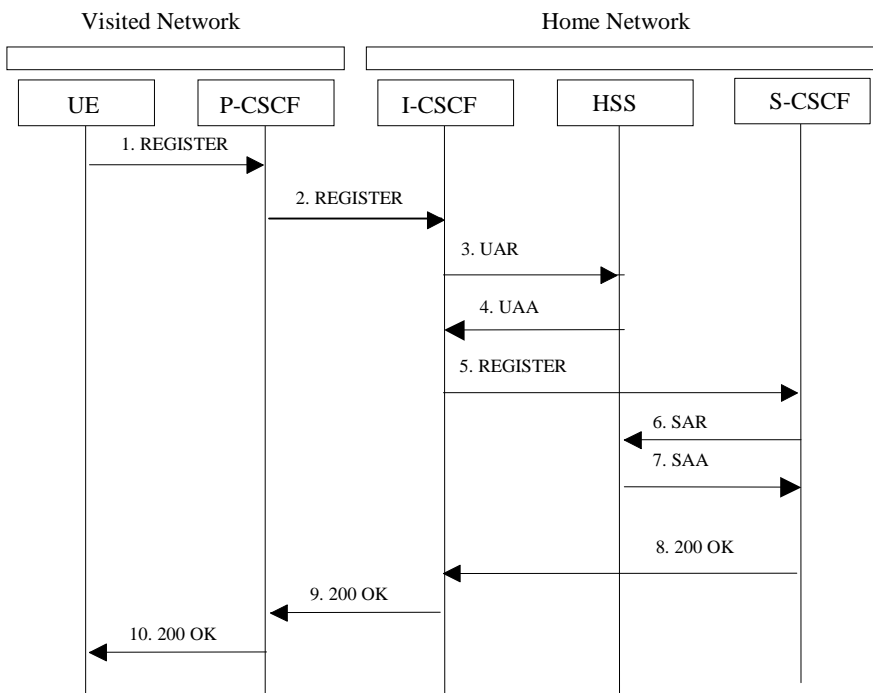 Visited Network
Home Network
UE
P-CSCF
I-CSCF
HSS
S-CSCF
1. REGISTER
2. REGISTER
3. UAR
4. UAA
5. REGISTER
6. SAR
7. SAA
8. 200 OK
9. 200 OK
10. 200 OK